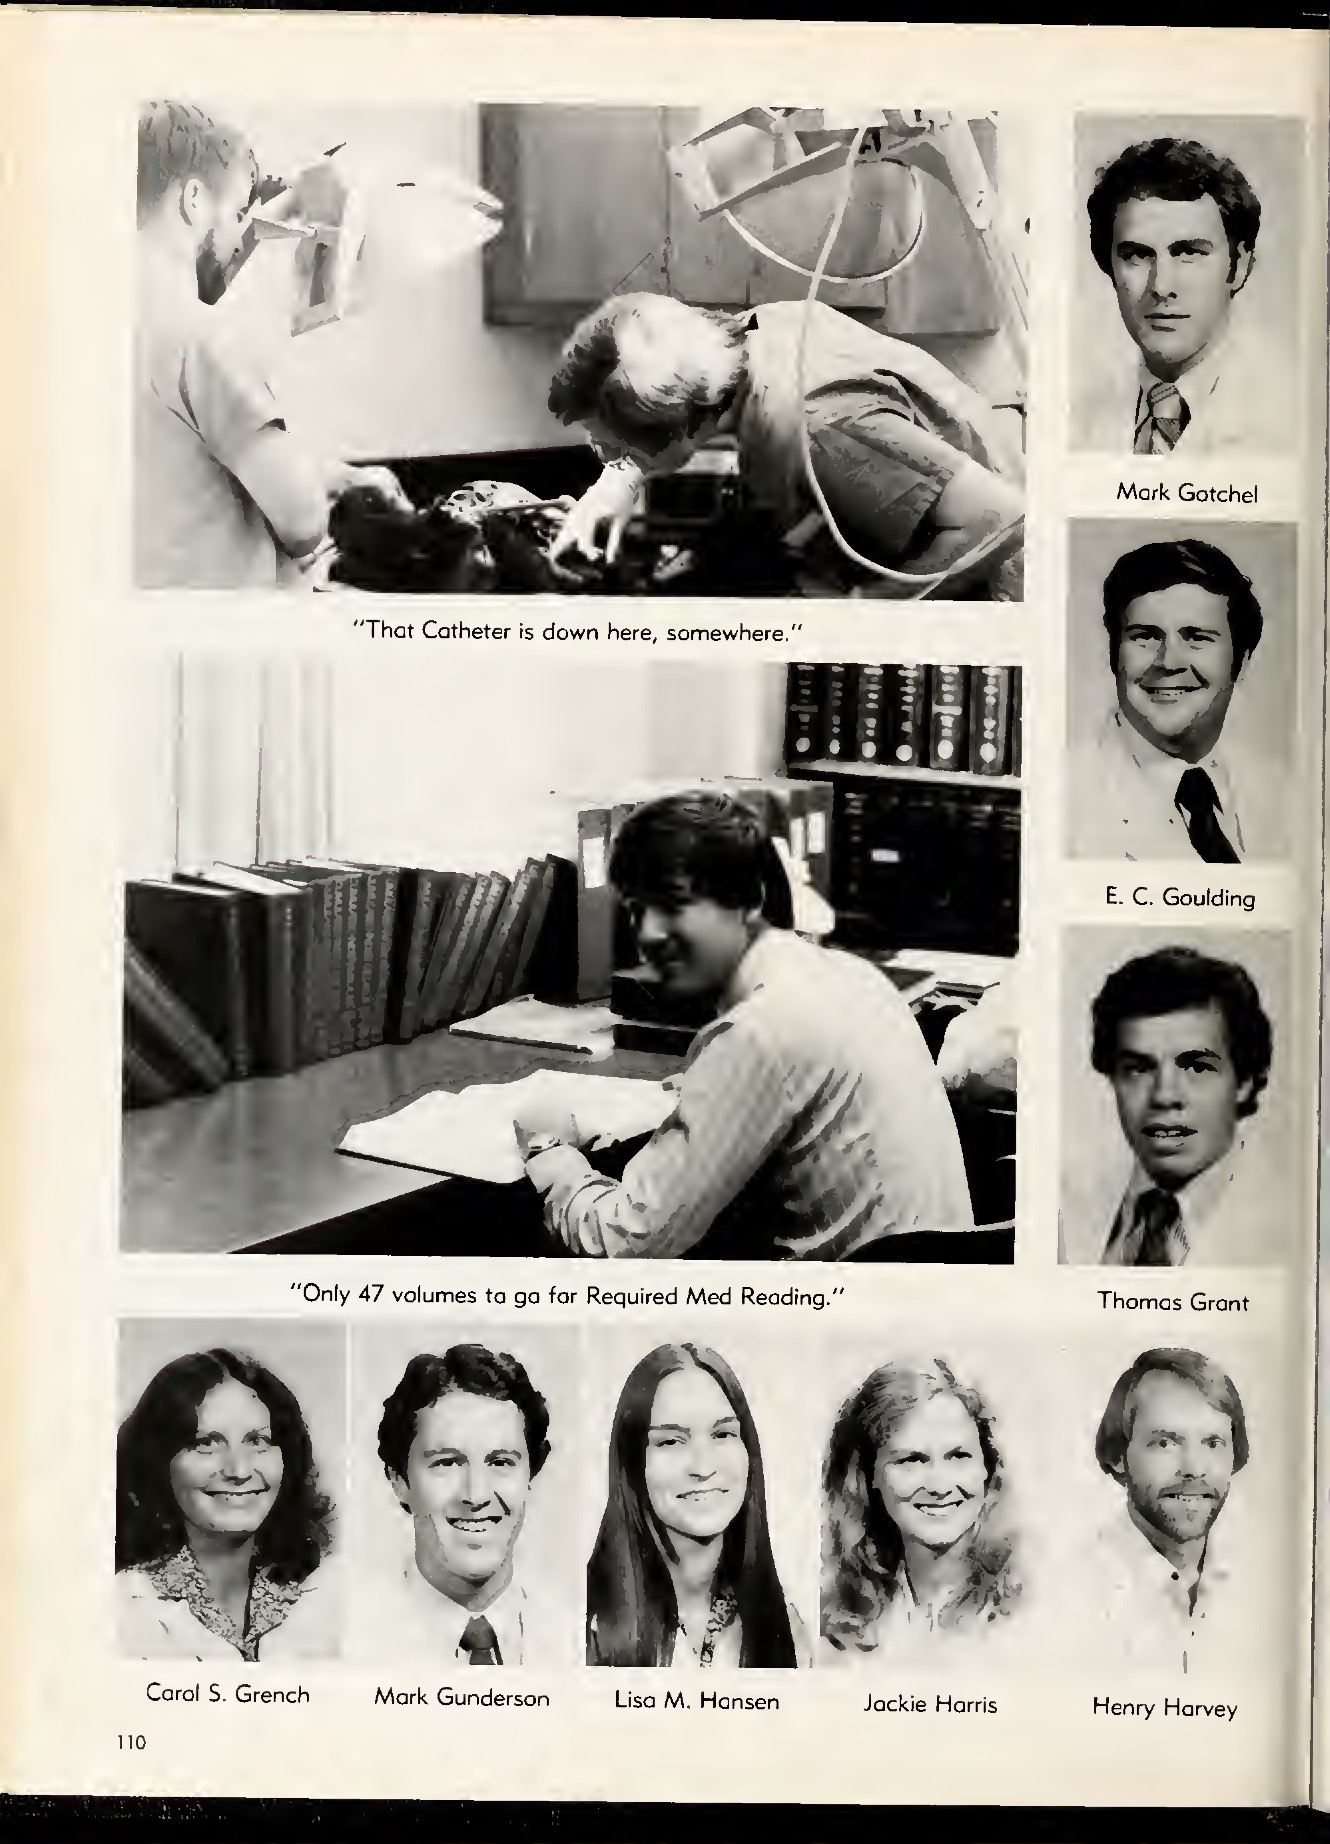 Mark Gotchel
"That Catheter is down here, somewhere."
E. C. Goulding
"Only 47 volumes to go for Required Med Reading."
Thomas Grant
Carol S. Grench
Mark Gunderson
Lisa M. Hansen
Jackie Harris
Henry Harvey
110